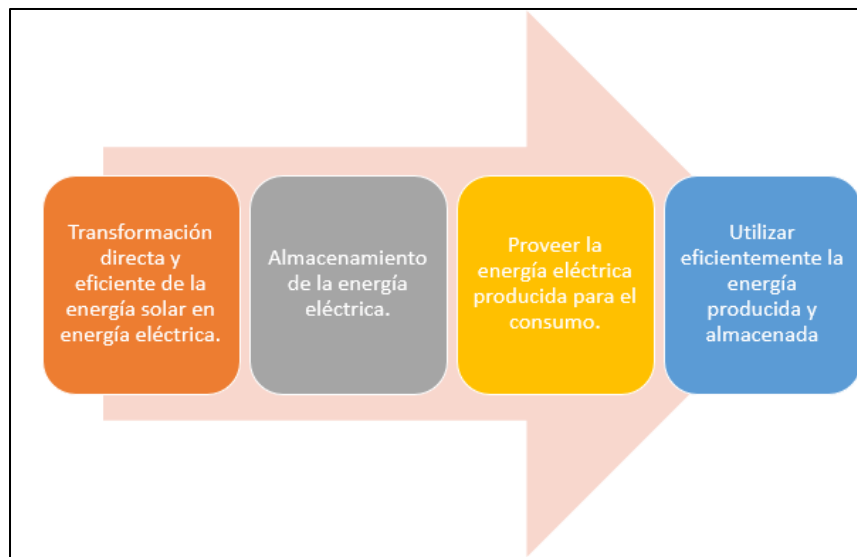 Transformación
directa y
eficiente de la
energía solar en
energía eléctrica.
Almacenamiento
de la energía
eléctrica.
Proveer la
energía eléctrica
producida para el
consumo.
Utilizar
eficientemente la
energía
producida y
almacenada